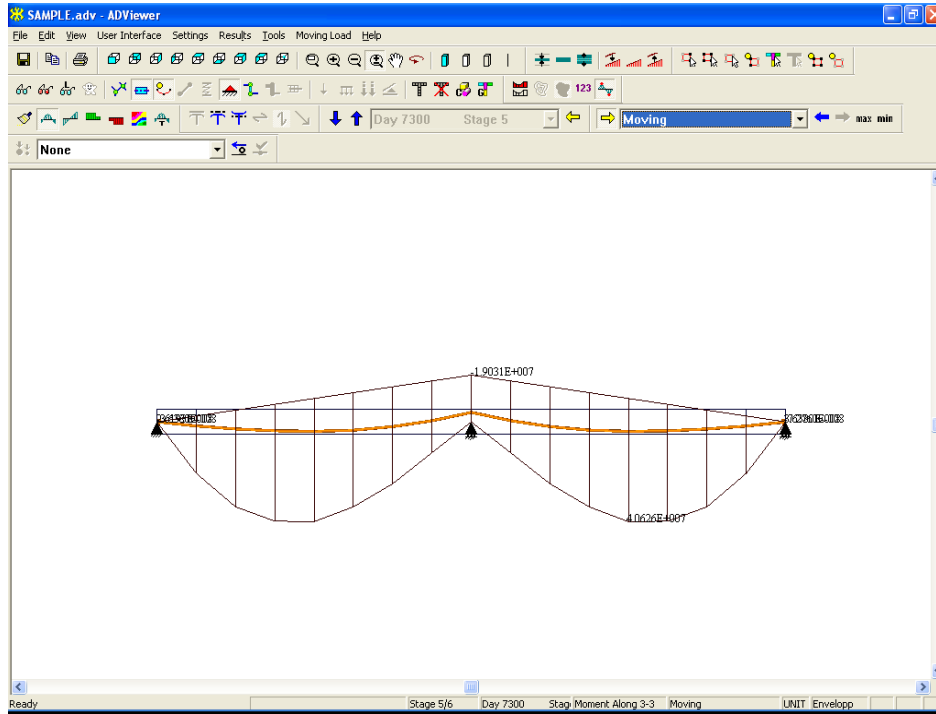 SAMPLE.adv - ADViewer
File Edit View User Interface Settings Results Tools Moving Load Help
123
Day 7300 Stage 5 Moving max min
None
-1.9031E+007
4.0626E+007
Ready Stage 5/6 Day 7300 Stag Moment Along 3-3 Moving UNIT Envelopp